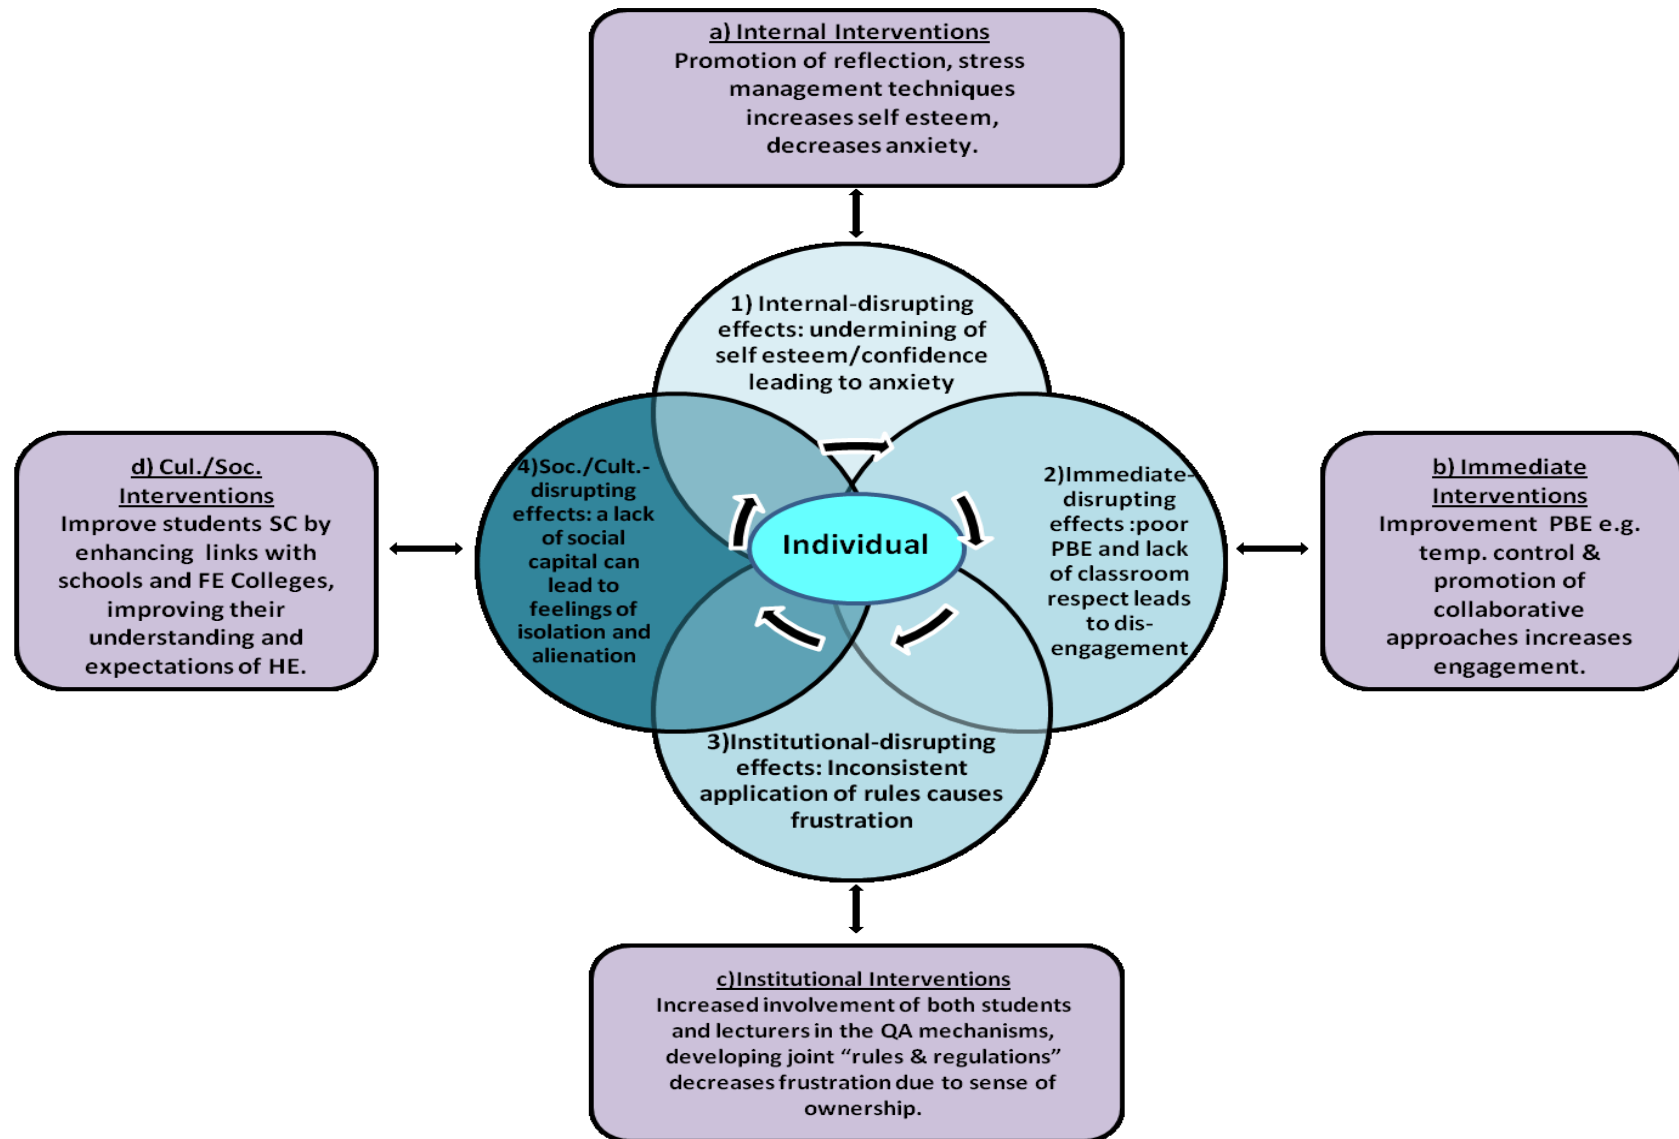 a) Internal Interventions
Promotion of reflection, stress
management techniques
increases self esteem,
decreases anxiety.
1) Internal-disrupting
effects: undermining of
self esteem/confidence
leading to anxiety
d) Cul./Soc.
Interventions
Improve students SC by
enhancing links with
schools and FE Colleges,
improving their
understanding and
expectations of HE.
4)Soc./Cult.-
disrupting
effects: a lack
of social
capital can
lead to
feelings of
isolation and
alienation
Individual
2)Immediate-
disrupting
effects :poor
PBE and lack
of classroom
respect leads
to dis-
engagement
b) Immediate
Interventions
Improvement PBE e.g.
temp. control &
promotion of
collaborative
approaches increases
engagement.
3)Institutional-disrupting
effects: Inconsistent
application of rules causes
frustration
c)Institutional Interventions
Increased involvement of both students
and lecturers in the QA mechanisms,
developing joint “rules & regulations”
decreases frustration due to sense of
ownership.